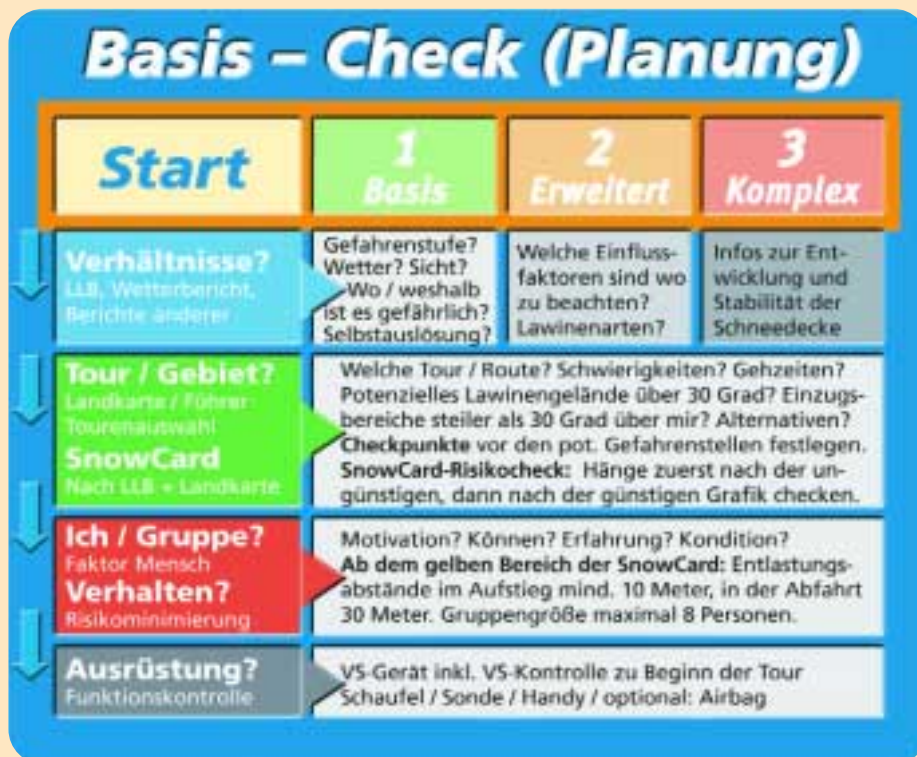 Basis – Check (Planung)
Start
1
Basis
2
Erweitert
3
Komplex
Verhältnisse?
LLB, Wetterbericht,
Berichte anderer
Gefahrenstufe?
Wetter? Sicht?
Wo / weshalb
ist es gefährlich?
Selbstauslösung?
Welche Einfluss-
faktoren sind wo
zu beachten?
Lawinenarten?
Infos zur Ent-
wicklung und
Stabilität der
Schneedecke
Tour / Gebiet?
Landkarte / Führer
Tourenauswahl
SnowCard
Nach LLB + Landkarte
Welche Tour / Route? Schwierigkeiten? Gehzeiten?
Potenzielles Lawinengelände über 30 Grad? Einzugs-
bereiche steiler als 30 Grad über mir? Alternativen?
Checkpunkte vor den pot. Gefahrenstellen festlegen.
SnowCard-Risikocheck: Hänge zuerst nach der un-
günstigen, dann nach der günstigen Grafik checken.
Ich / Gruppe?
Faktor Mensch
Verhalten?
Risikominimierung
Motivation? Können? Erfahrung? Kondition?
Ab dem gelben Bereich der SnowCard: Entlastungs-
abstände im Aufstieg mind. 10 Meter, in der Abfahrt
30 Meter. Gruppengröße maximal 8 Personen.
Ausrüstung?
Funktionskontrolle
VS-Gerät inkl. VS-Kontrolle zu Beginn der Tour
Schaufel / Sonde / Handy / optional: Airbag